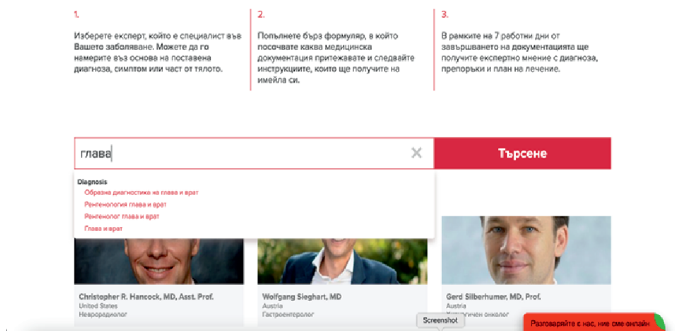 1.
Изберете експерт, който е специалист във
Вашето заболяване. Можете да го
намерите въз основа на поставена
диагноза, симптом или част от тялото.
2.
Попълнете бърз формуляр, в който
посочвате каква медицинска
документация притежавате и следвайте
инструкциите, които ще получите на
имейла си.
3.
В рамките на 7 работни дни от
завършването на документацията ще
получите експертно мнение с диагноза,
препоръки и план на лечение.
глава
Търсене
Diagnosis
Образна диагностика на глава и врат
Рентгенология глава и врат
Рентгенолог глава и врат
Глава и врат
Christopher R. Hancock, MD, Asst. Prof.
United States
Неврорадиолог
Wolfgang Sieghart, MD
Austria
Гастроентеролог
Gerd Silberhumer, MD, Prof.
Austria
онколог
Screenshot
Разговаряйте с нас, ние сме онлайн